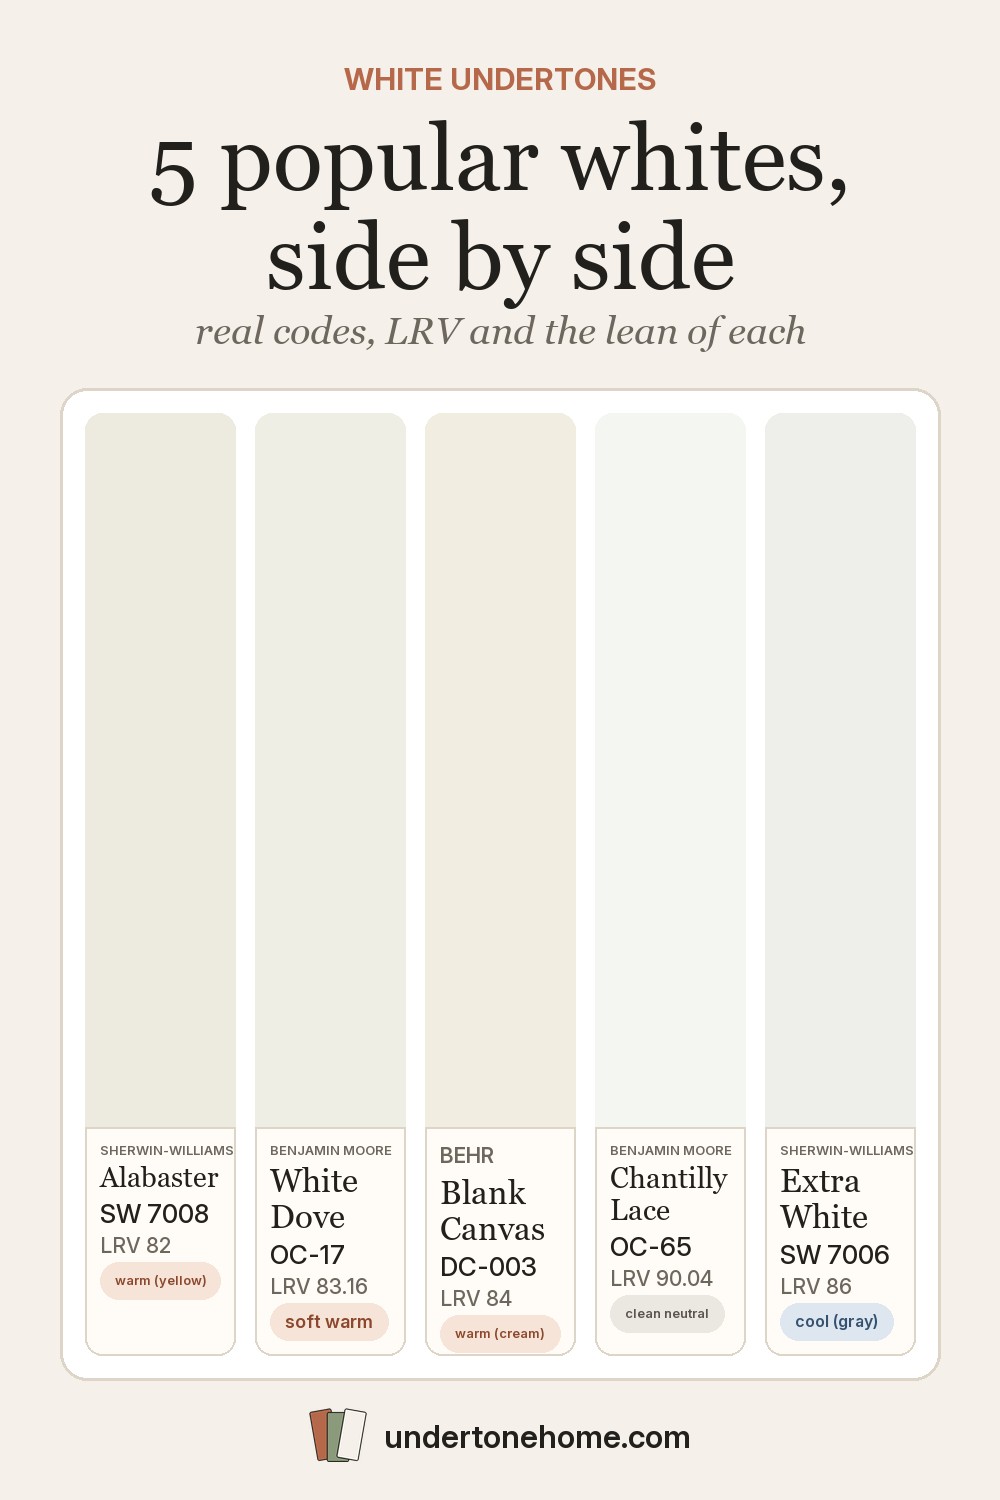 WHITE UNDERTONES
5 popular whites,
side by side
real codes, LRV and the lean of each
SHERWIN-WILLIAMS
Alabaster
SW 7008
LRV 82
warm (yellow)
BENJAMIN MOORE
White
Dove
OC-17
LRV 83.16
soft warm
BEHR
Blank
Canvas
DC-003
LRV 84
warm (cream)
BENJAMIN MOORE
Chantilly
Lace
OC-65
LRV 90.04
clean neutral
SHERWIN-WILLIAMS
Extra
White
SW 7006
LRV 86
cool (gray)
undertonehome.com